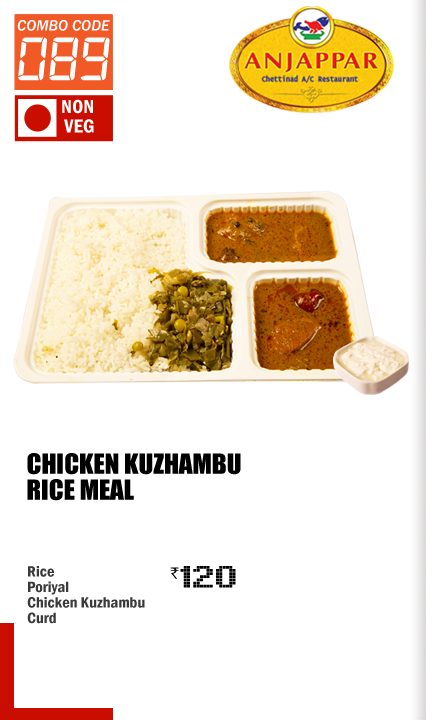 COMBO CODE
089
NON
VEG
ANJAPPAR
Chettinad A/C Restaurant
CHICKEN KUZHAMBU
RICE MEAL
Rice
Poriyal
Chicken Kuzhambu
Curd
₹120